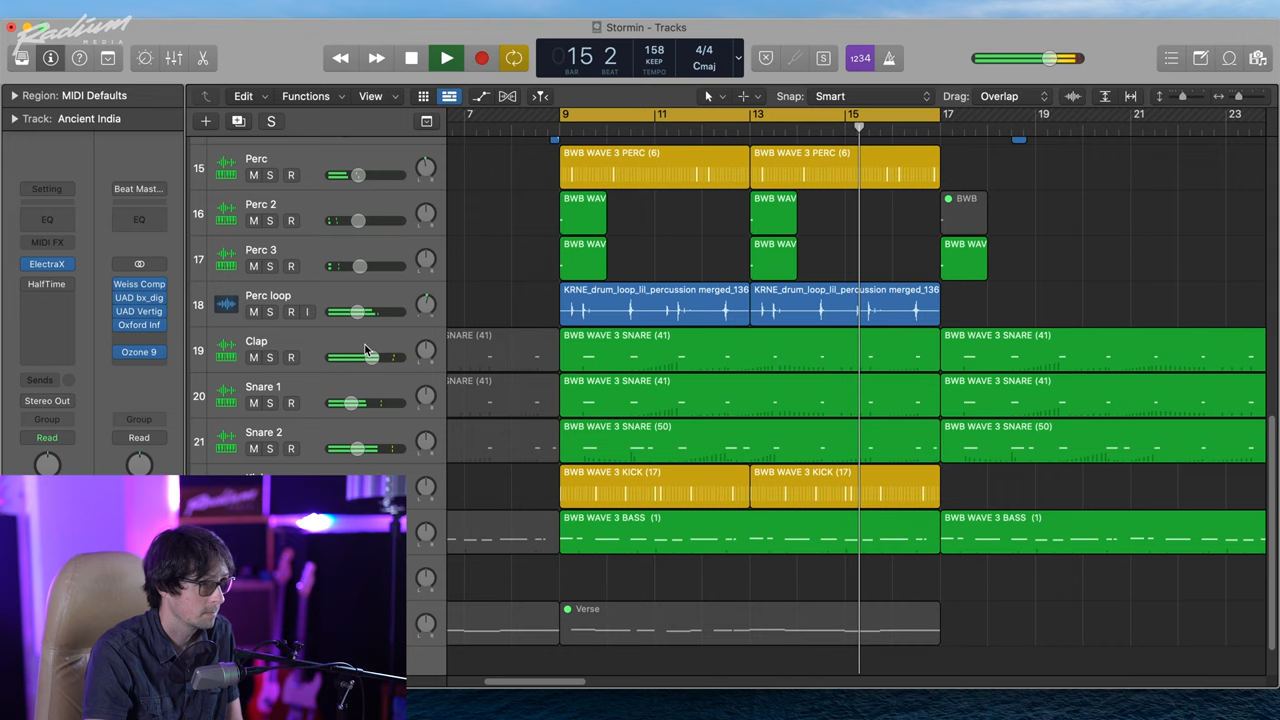 Radium
MEDIA
Stormin - Tracks
15 2
BAR BEAT
158
KEEP
TEMPO
4/4
Cmaj
1234
Region: MIDI Defaults
Edit Functions View
Snap: Smart
Drag: Overlap
Track: Ancient India
S
7 9 11 13 15 17 19 21 23
Setting
Beat Mast...
EQ
EQ
MIDI FX
ElectraX
HalfTime
Weiss Comp
UAD bx_dig
UAD Vertig
Oxford Inf
Ozone 9
Sends
Stereo Out
Group
Group
Read
Read
15 Perc
M S R
BWB WAVE 3 PERC (6)
BWB WAVE 3 PERC (6)
16 Perc 2
M S R
BWB WAV
BWB WAV
BWB
17 Perc 3
M S R
BWB WAV
BWB WAV
BWB WAV
18 Perc loop
M S R I
KRNE_drum_loop_lil_percussion merged_136
KRNE_drum_loop_lil_percussion merged_136
19 Clap
M S R
SNARE (41)
BWB WAVE 3 SNARE (41)
BWB WAVE 3 SNARE (41)
20 Snare 1
M S R
SNARE (41)
BWB WAVE 3 SNARE (41)
BWB WAVE 3 SNARE (41)
21 Snare 2
M S R
BWB WAVE 3 SNARE (50)
BWB WAVE 3 SNARE (50)
BWB WAVE 3 KICK (17)
BWB WAVE 3 KICK (17)
BWB WAVE 3 BASS (1)
BWB WAVE 3 BASS (1)
Verse